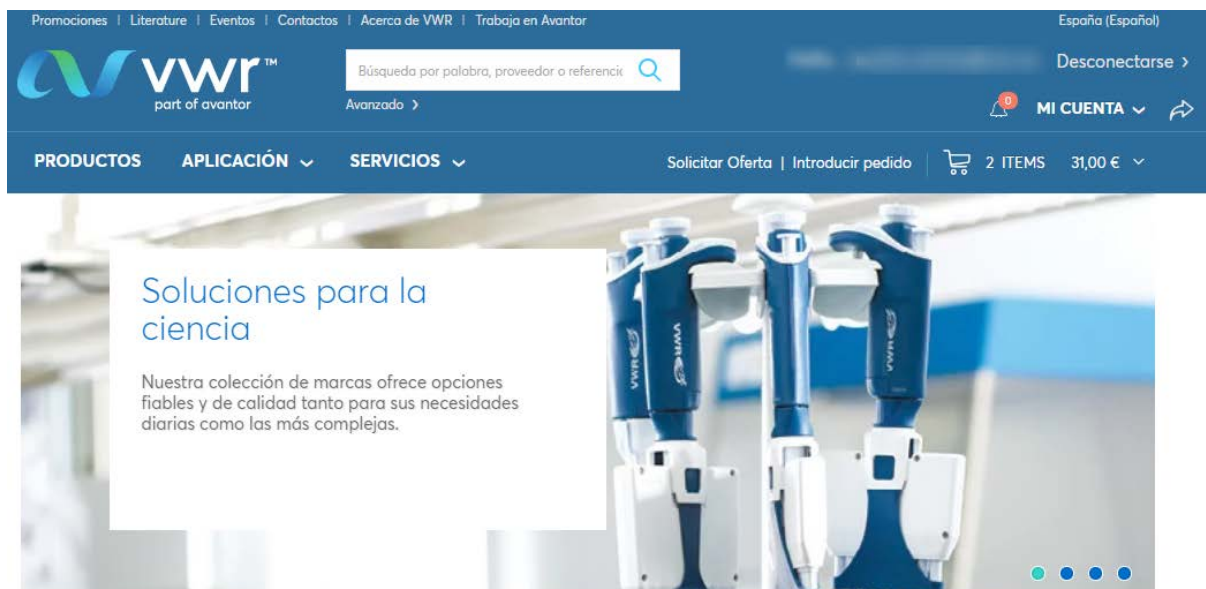 Promociones | Literature | Eventos | Contactos | Acerca de VWR | Trabaja en Avantor
España (Español)
vwr™
part of avantor
Búsqueda por palabra, proveedor o referencic
Desconectarse >
Avanzado >
0
MI CUENTA
PRODUCTOS APLICACIÓN SERVICIOS
Solicitar Oferta | Introducir pedido
2 ITEMS 31,00 €
Soluciones para la
ciencia
Nuestra colección de marcas ofrece opciones
fiables y de calidad tanto para sus necesidades
diarias como las más complejas.
VWR
VWR
VWR